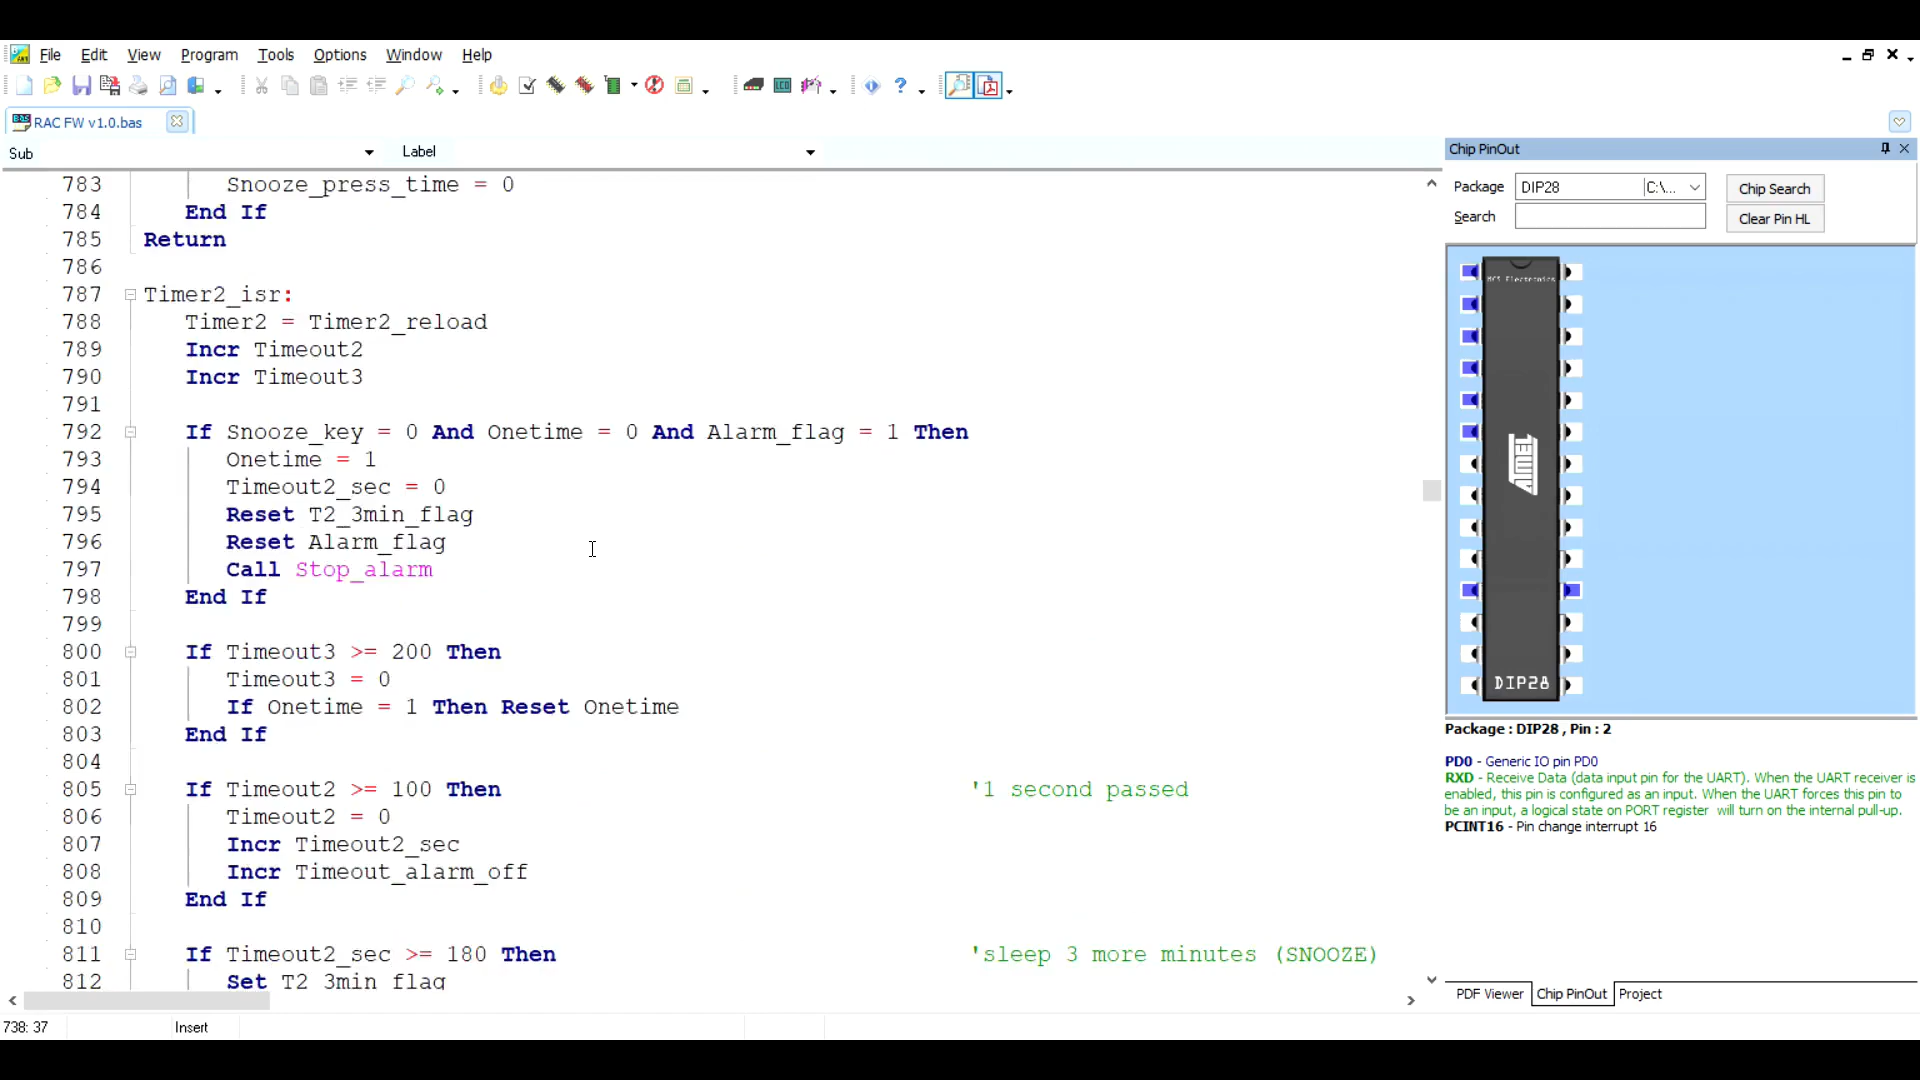 File Edit View Program Tools Options Window Help
RAC FW v1.0.bas
Sub Label
783 Snooze_press_time = 0
784 End If
785 Return
786
787 Timer2_isr:
788 Timer2 = Timer2_reload
789 Incr Timeout2
790 Incr Timeout3
791
792 If Snooze_key = 0 And Onetime = 0 And Alarm_flag = 1 Then
793 Onetime = 1
794 Timeout2_sec = 0
795 Reset T2_3min_flag
796 Reset Alarm_flag
797 Call Stop_alarm
798 End If
799
800 If Timeout3 >= 200 Then
801 Timeout3 = 0
802 If Onetime = 1 Then Reset Onetime
803 End If
804
805 If Timeout2 >= 100 Then '1 second passed
806 Timeout2 = 0
807 Incr Timeout2_sec
808 Incr Timeout_alarm_off
809 End If
810
811 If Timeout2_sec >= 180 Then 'sleep 3 more minutes (SNOOZE)
812 Set T2_3min_flag
738: 37 Insert
Chip PinOut
Package DIP28 C:\... Chip Search
Search Clear Pin HL
MCS Electronics
ATMEL
DIP28
Package : DIP28 , Pin : 2
PD0 - Generic IO pin PD0
RXD - Receive Data (data input pin for the UART). When the UART receiver is
enabled, this pin is configured as an input. When the UART forces this pin to
be an input, a logical state on PORT register will turn on the internal pull-up.
PCINT16 - Pin change interrupt 16
PDF Viewer Chip PinOut Project